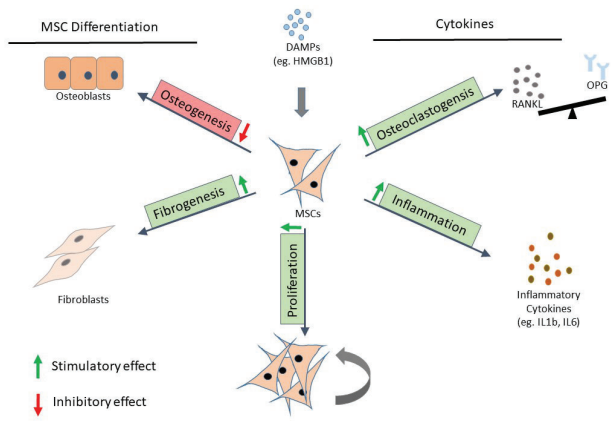 MSC Differentiation
Cytokines
DAMPs
(eg. HMGB1)
Osteoblasts
Osteogenesis
Osteoclastogensis
RANKL
OPG
Fibrogenesis
MSCs
Inflammation
Fibroblasts
Proliferation
Inflammatory
Cytokines
(eg. IL1b, IL6)
Stimulatory effect
Inhibitory effect